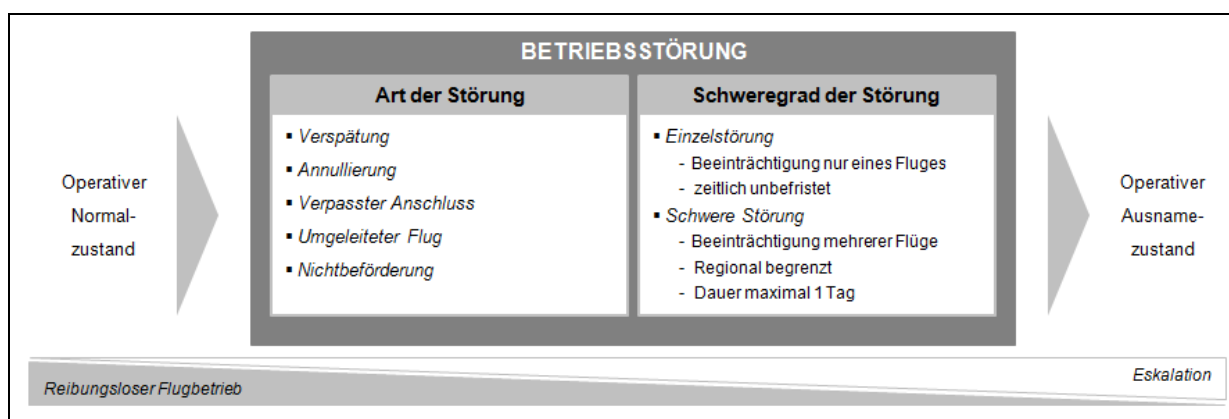 BETRIEBSSTÖRUNG
Operativer
Normal-
zustand
Art der Störung
▪ Verspätung
▪ Annullierung
▪ Verpasster Anschluss
▪ Umgeleiteter Flug
▪ Nichtbeförderung
Schweregrad der Störung
▪ Einzelstörung
- Beeinträchtigung nur eines Fluges
- zeitlich unbefristet
▪ Schwere Störung
- Beeinträchtigung mehrerer Flüge
- Regional begrenzt
- Dauer maximal 1 Tag
Operativer
Ausname-
zustand
Reibungsloser Flugbetrieb
Eskalation